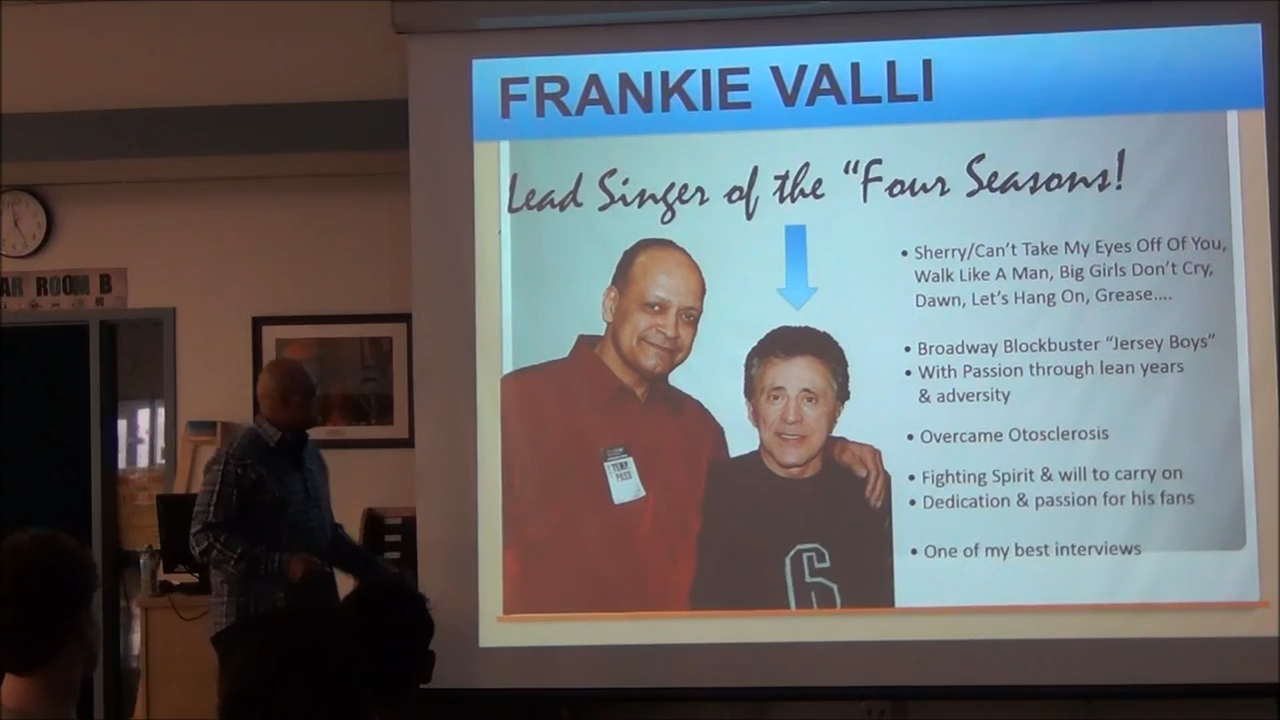 FRANKIE VALLI
Lead Singer of the “Four Seasons!
• Sherry/Can't Take My Eyes Off Of You,
Walk Like A Man, Big Girls Don't Cry,
Dawn, Let's Hang On, Grease....
• Broadway Blockbuster “Jersey Boys”
• With Passion through lean years
& adversity
• Overcame Otosclerosis
• Fighting Spirit & will to carry on
• Dedication & passion for his fans
• One of my best interviews
TEMP.
PASS
6
AR ROOM B